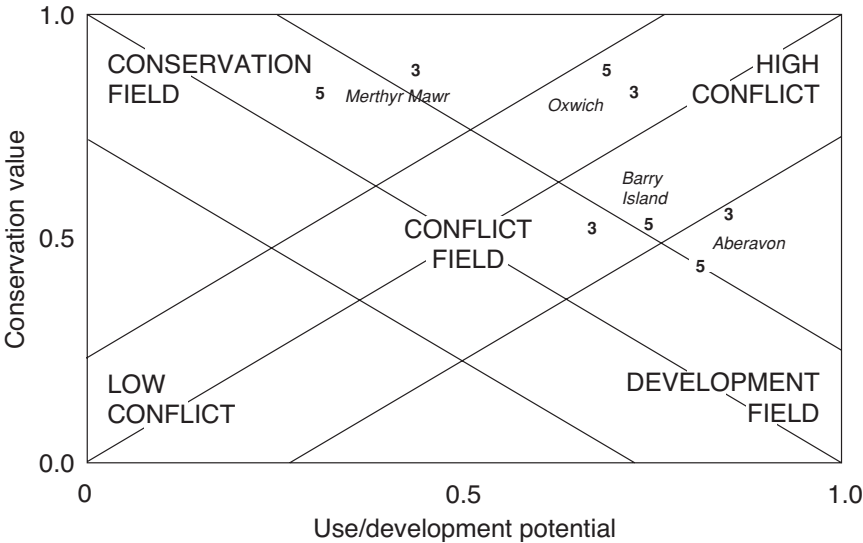 1.0
CONSERVATION
FIELD
3
5
Merthyr Mawr
5
3
Oxwich
HIGH
CONFLICT
Conservation value
0.5
CONFLICT
FIELD
Barry
Island
3
5
3
Aberavon
5
LOW
CONFLICT
DEVELOPMENT
FIELD
0.0
0
0.5
1.0
Use/development potential